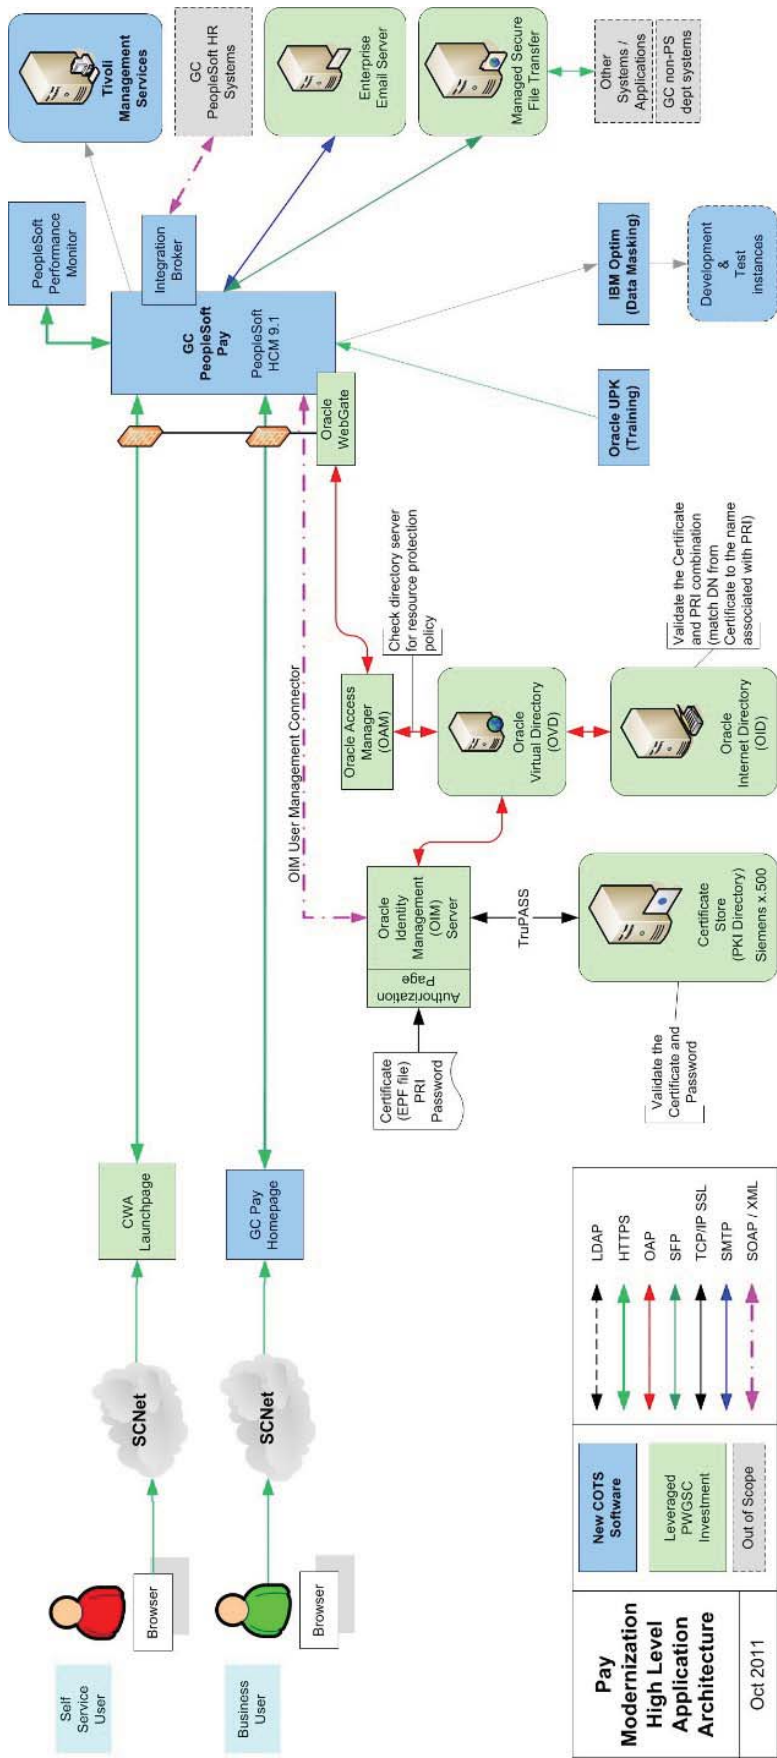 Self
Service
User
Browser
SCNet
CWA
Launchpage
PeopleSoft
Performance
Monitor
Tivoli
Management
Services
GC
PeopleSoft HR
Systems
Integration
Broker
GC
PeopleSoft
Pay
PeopleSoft
HCM 9.1
Enterprise
Email Server
Managed Secure
File Transfer
Other
Systems /
Applications
GC non-PS
dept systems
Business
User
Browser
SCNet
GC Pay
Homepage
Oracle
WebGate
OIM User Management Connector
Certificate
(EPF file)
PRI
Password
Authorization
Page
Oracle
Identity
Management
(OIM)
Server
Oracle Access
Manager
(OAM)
Check directory server
for resource protection
policy
Oracle
Virtual Directory
(OVD)
TruPASS
Validate the
Certificate and
Password
Certificate
Store
(PKI Directory)
Siemens x.500
Oracle
Internet Directory
(OID)
Validate the Certificate
and PRI combination
(match DN from
Certificate to the name
associated with PRI)
Oracle UPK
(Training)
IBM Optim
(Data Masking)
Development
&
Test
instances
Pay
Modernization
High Level
Application
Architecture
Oct 2011
New COTS
Software
Leveraged
PWGSC
Investment
Out of Scope
LDAP
HTTPS
OAP
SFP
TCP/IP SSL
SMTP
SOAP / XML